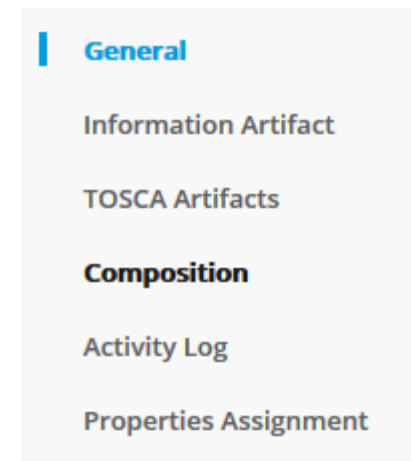 General
Information Artifact
TOSCA Artifacts
Composition
Activity Log
Properties Assignment